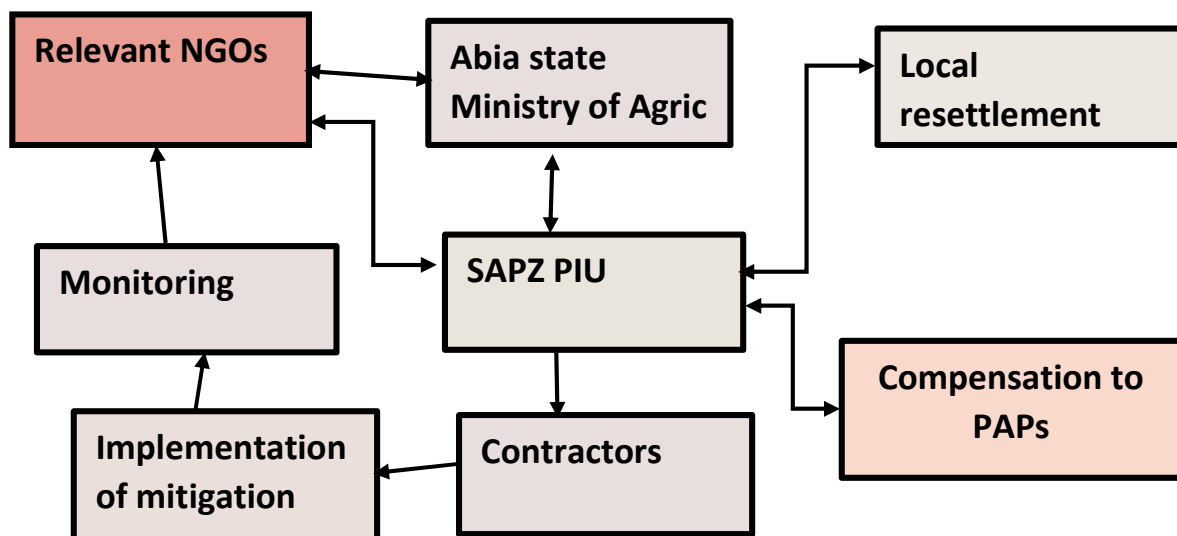 Relevant NGOs
Abia state
Ministry of Agric
Local
resettlement
Monitoring
SAPZ PIU
Compensation to
PAPs
Implementation
of mitigation
Contractors